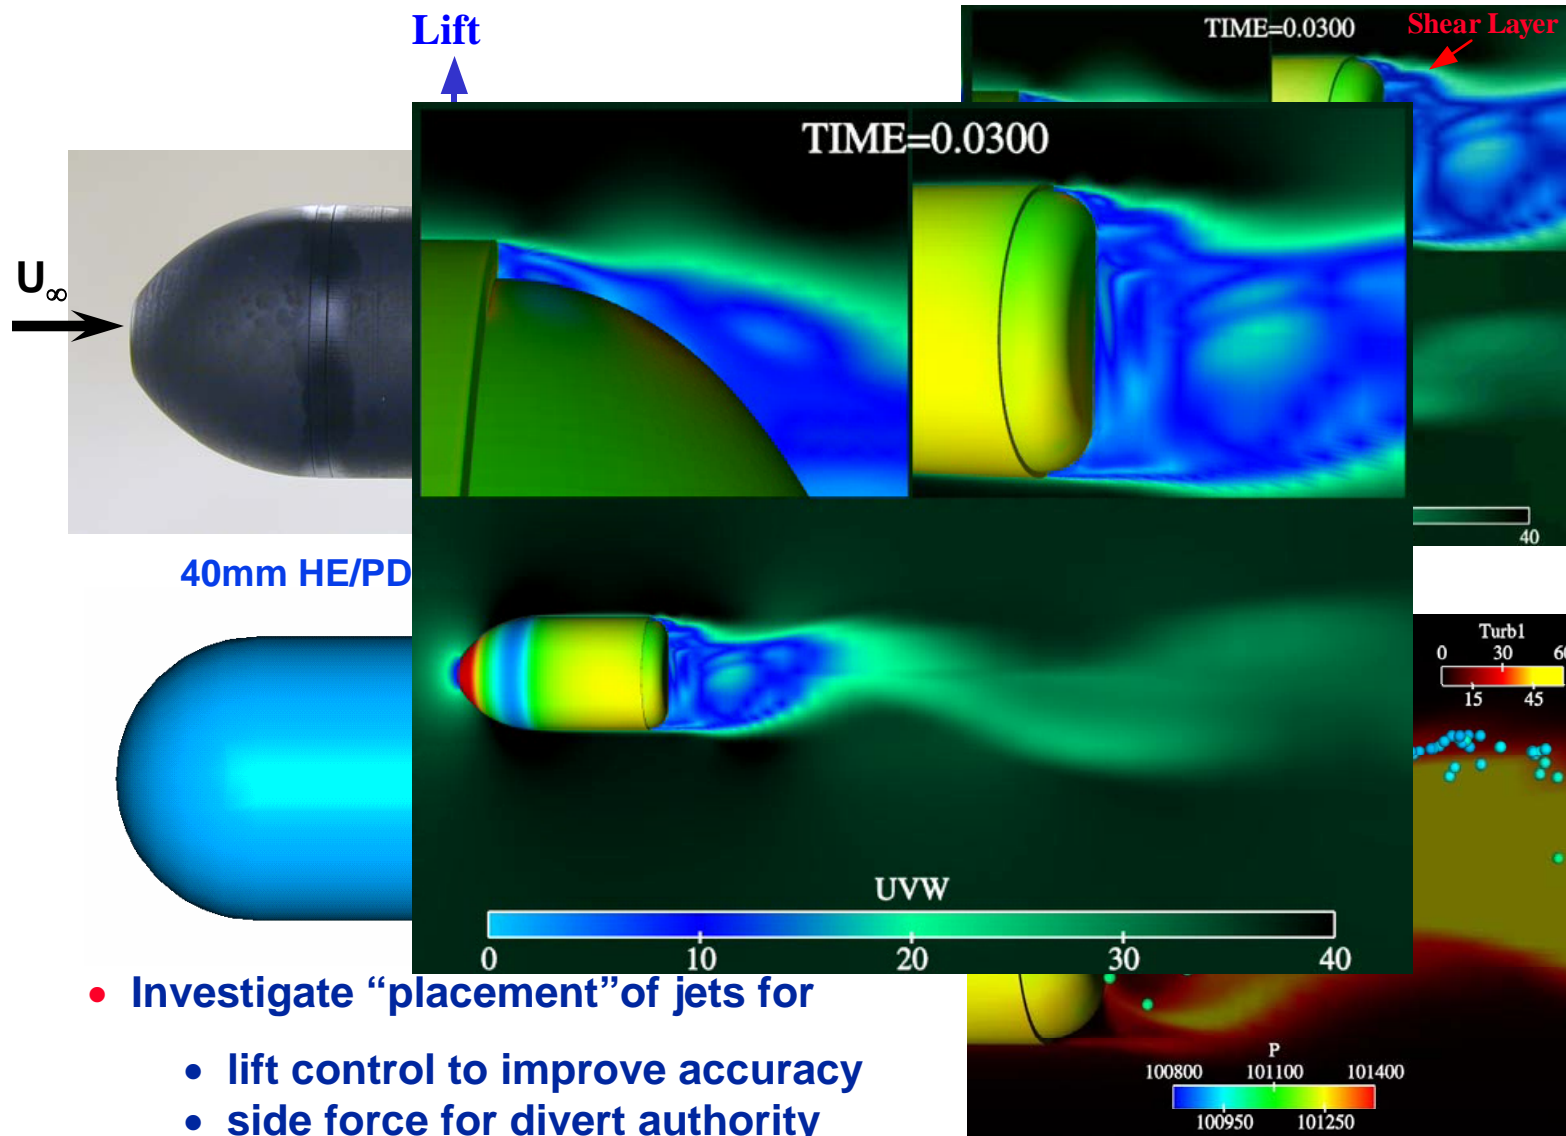 Lift
TIME=0.0300
Shear Layer
TIME=0.0300
U∞
40
40mm HE/PD
Turb1
0 30
15 45
UVW
0 10 20 30 40
• Investigate “placement”of jets for
• lift control to improve accuracy
• side force for divert authority
P
100800 101100 101400
100950 101250